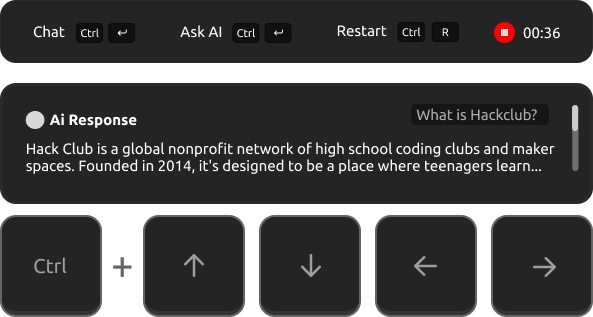 Chat Ctrl ↵ Ask AI Ctrl ↵ Restart Ctrl R 00:36
Ai Response What is Hackclub?
Hack Club is a global nonprofit network of high school coding clubs and maker
spaces. Founded in 2014, it's designed to be a place where teenagers learn...
Ctrl + ↑ ↓ ← →